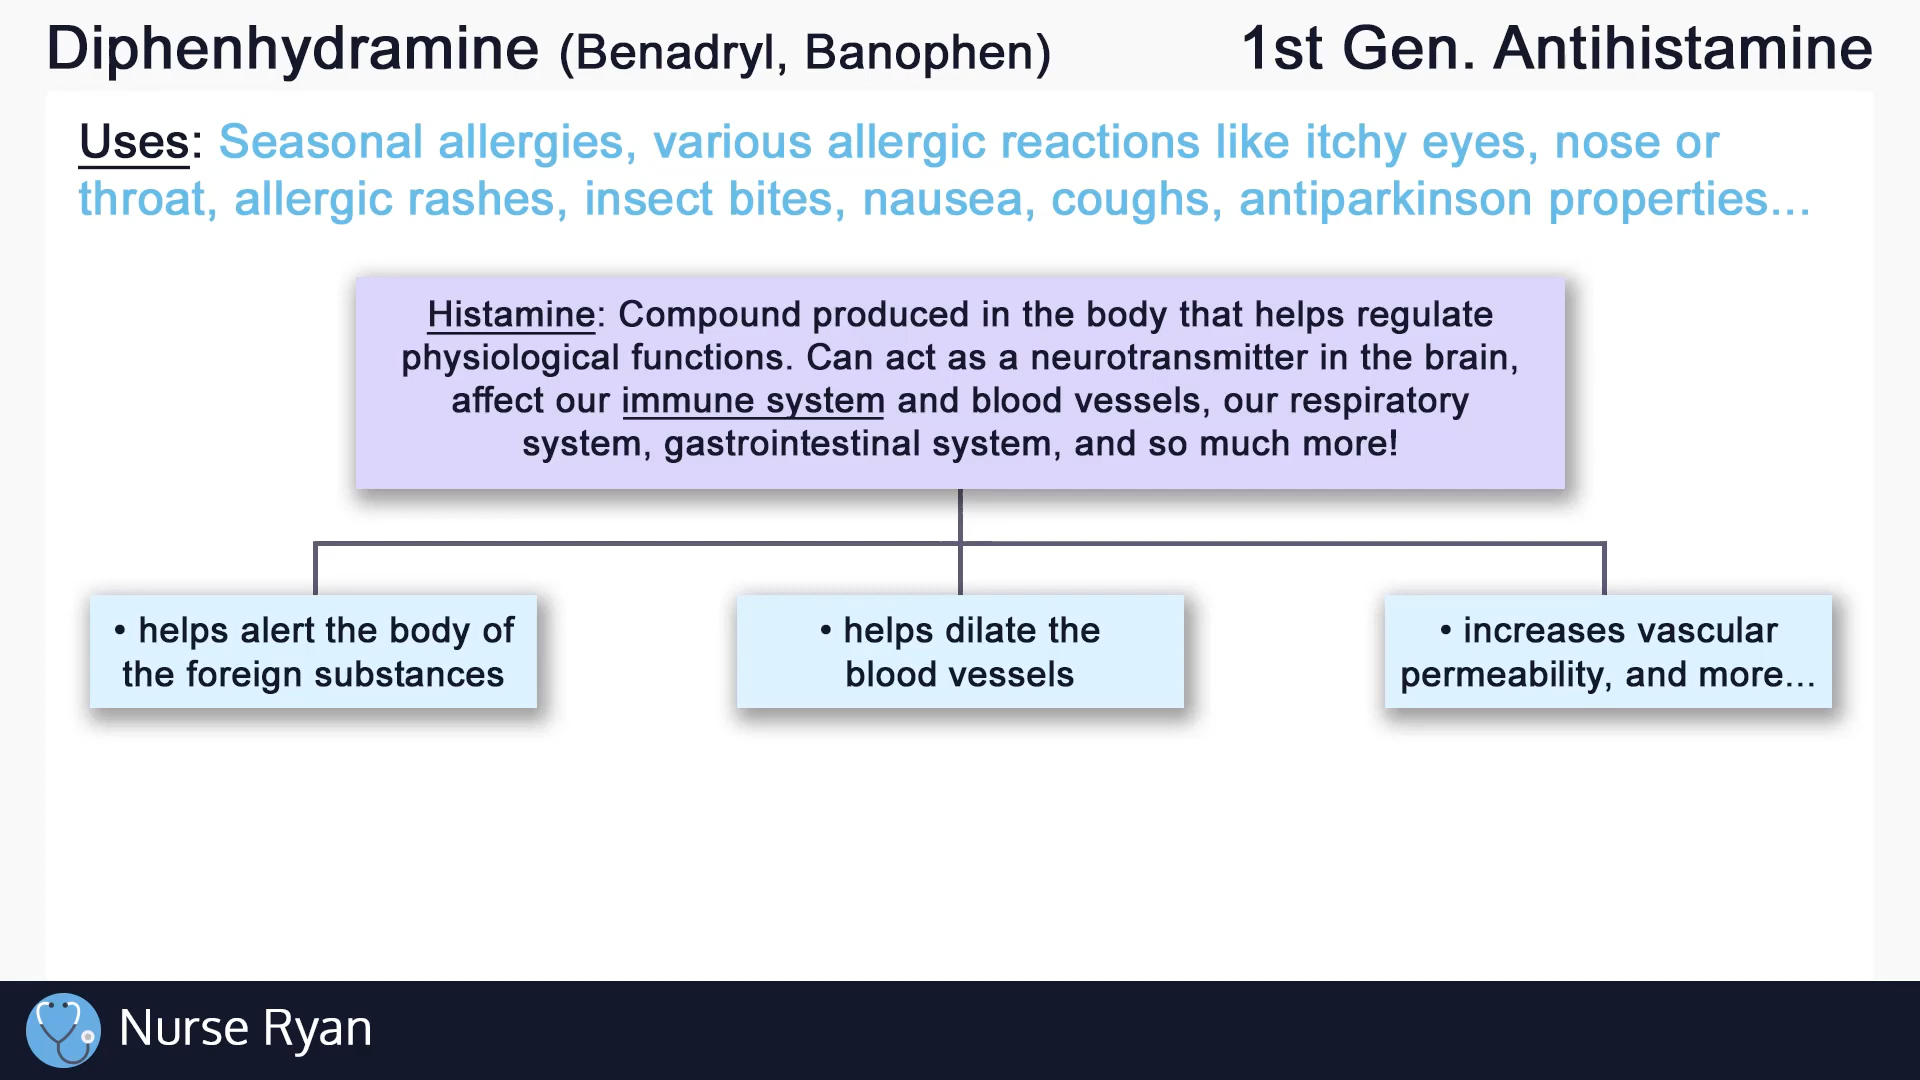 Diphenhydramine (Benadryl, Banophen)
1st Gen. Antihistamine
Uses: Seasonal allergies, various allergic reactions like itchy eyes, nose or
throat, allergic rashes, insect bites, nausea, coughs, antiparkinson properties...
Histamine: Compound produced in the body that helps regulate
physiological functions. Can act as a neurotransmitter in the brain,
affect our immune system and blood vessels, our respiratory
system, gastrointestinal system, and so much more!
• helps alert the body of
the foreign substances
• helps dilate the
blood vessels
• increases vascular
permeability, and more...
Nurse Ryan